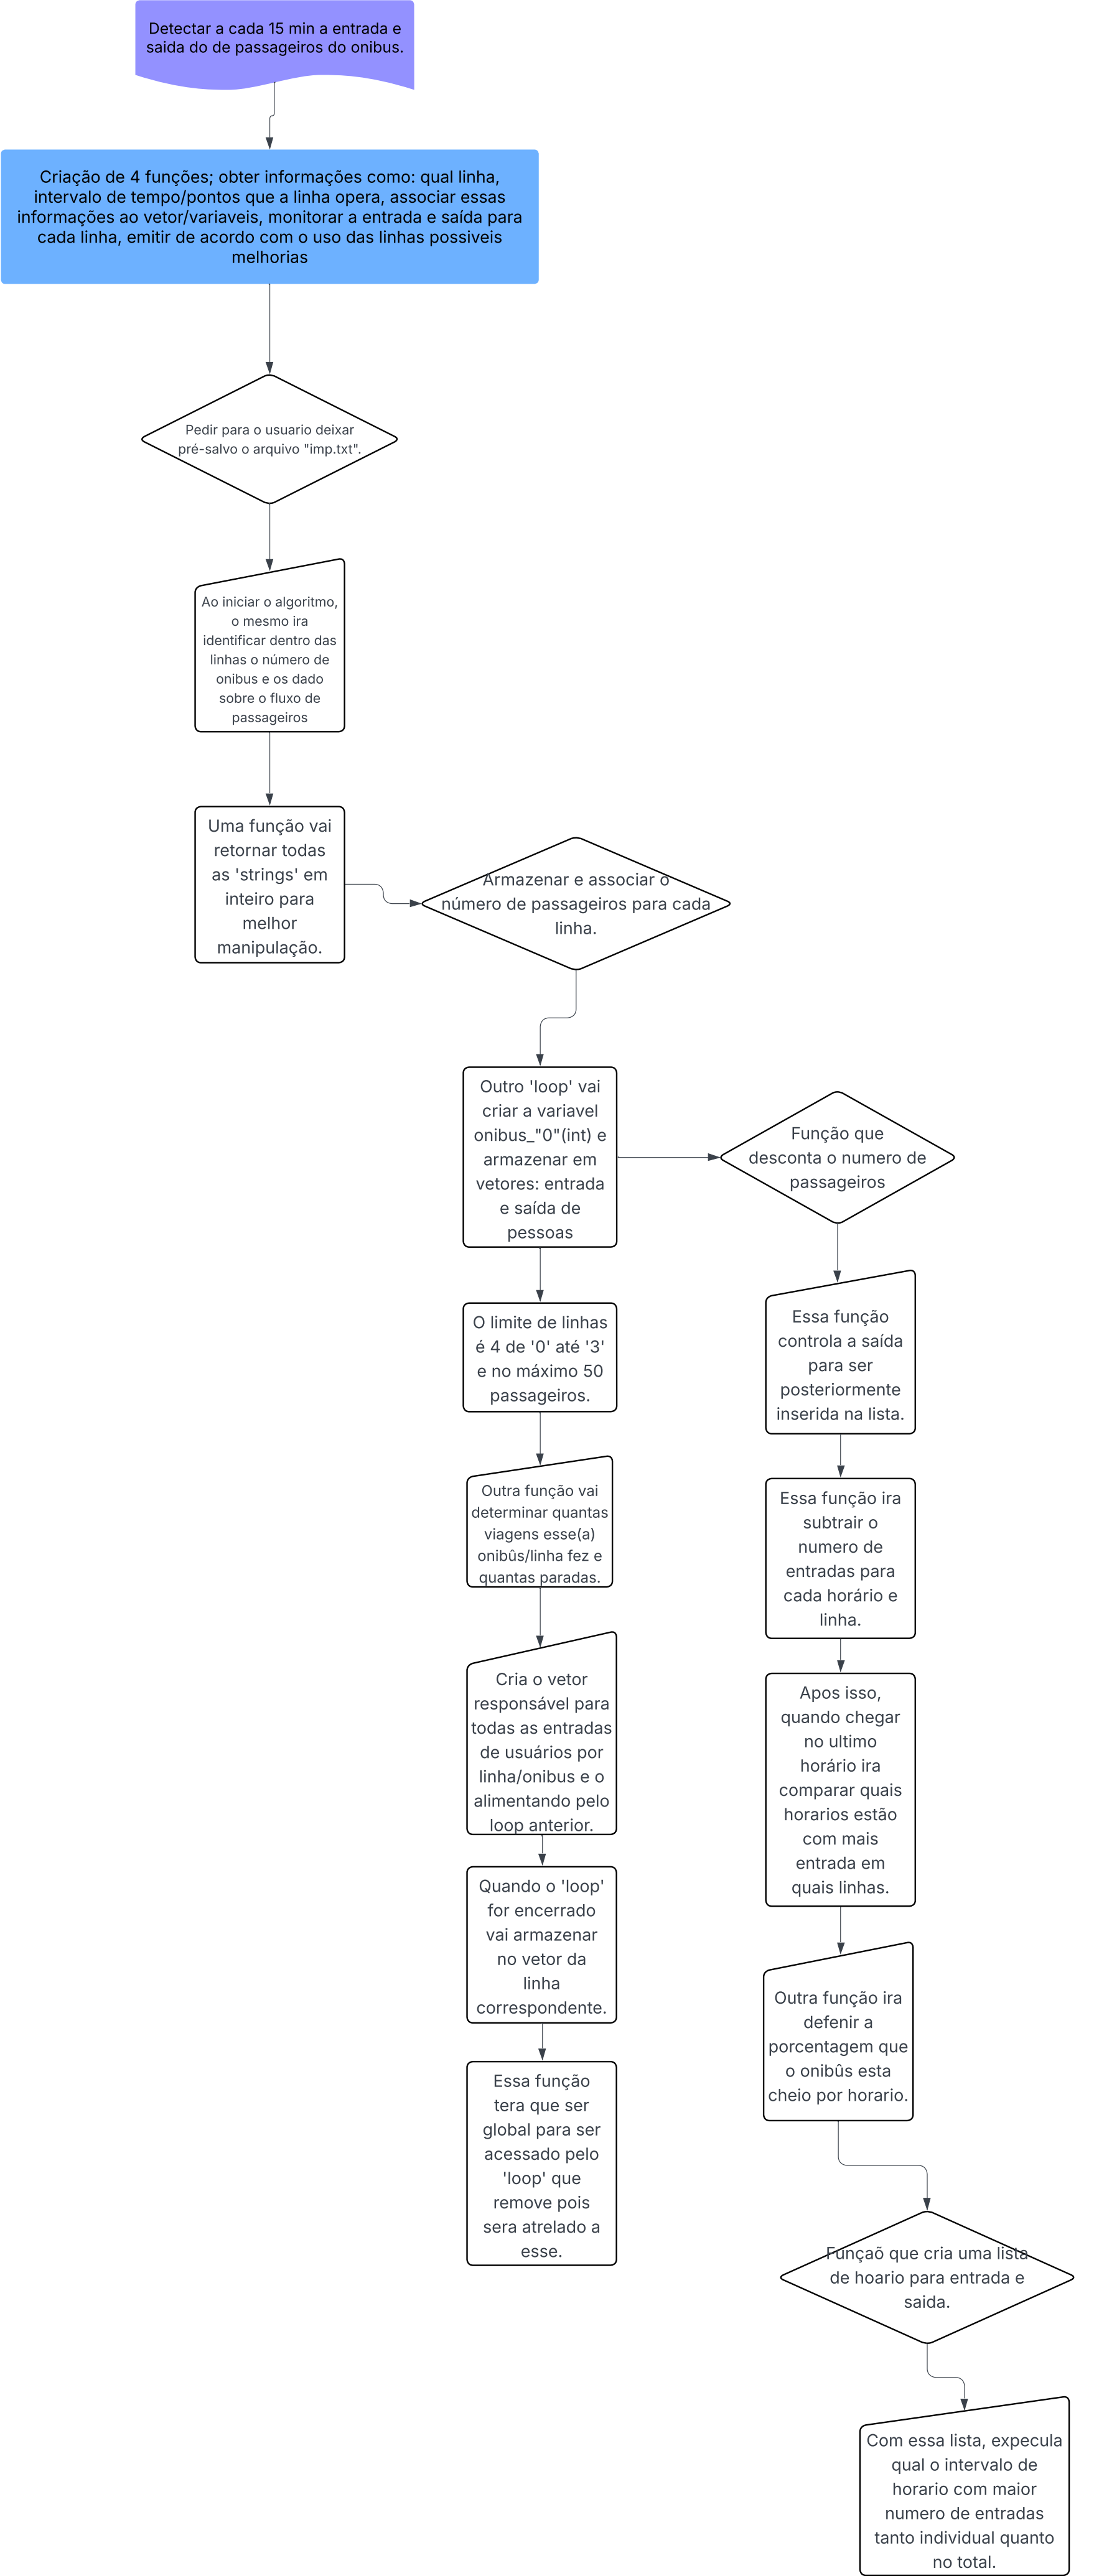 Detectar a cada 15 min a entrada e
saida do de passageiros do onibus.
Criação de 4 funções; obter informações como: qual linha,
intervalo de tempo/pontos que a linha opera, associar essas
informações ao vetor/variaveis, monitorar a entrada e saída para
cada linha, emitir de acordo com o uso das linhas possiveis
melhorias
Pedir para o usuario deixar
pré-salvo o arquivo "imp.txt".
Ao iniciar o algoritmo,
o mesmo ira
identificar dentro das
linhas o número de
onibus e os dado
sobre o fluxo de
passageiros
Uma função vai
retornar todas
as 'strings' em
inteiro para
melhor
manipulação.
Armazenar e associar o
número de passageiros para cada
linha.
Outro 'loop' vai
criar a variavel
onibus_"0"(int) e
armazenar em
vetores: entrada
e saída de
pessoas
O limite de linhas
é 4 de '0' até '3'
e no máximo 50
passageiros.
Outra função vai
determinar quantas
viagens esse(a)
onibûs/linha fez e
quantas paradas.
Cria o vetor
responsável para
todas as entradas
de usuários por
linha/onibus e o
alimentando pelo
loop anterior.
Quando o 'loop'
for encerrado
vai armazenar
no vetor da
linha
correspondente.
Essa função
tera que ser
global para ser
acessado pelo
'loop' que
remove pois
sera atrelado a
esse.
Função que
desconta o numero de
passageiros
Essa função
controla a saída
para ser
posteriormente
inserida na lista.
Essa função ira
subtrair o
numero de
entradas para
cada horário e
linha.
Apos isso,
quando chegar
no ultimo
horário ira
comparar quais
horarios estão
com mais
entrada em
quais linhas.
Outra função ira
defenir a
porcentagem que
o onibûs esta
cheio por horario.
Funçaõ que cria uma lista
de hoario para entrada e
saida.
Com essa lista, expecula
qual o intervalo de
horario com maior
numero de entradas
tanto individual quanto
no total.